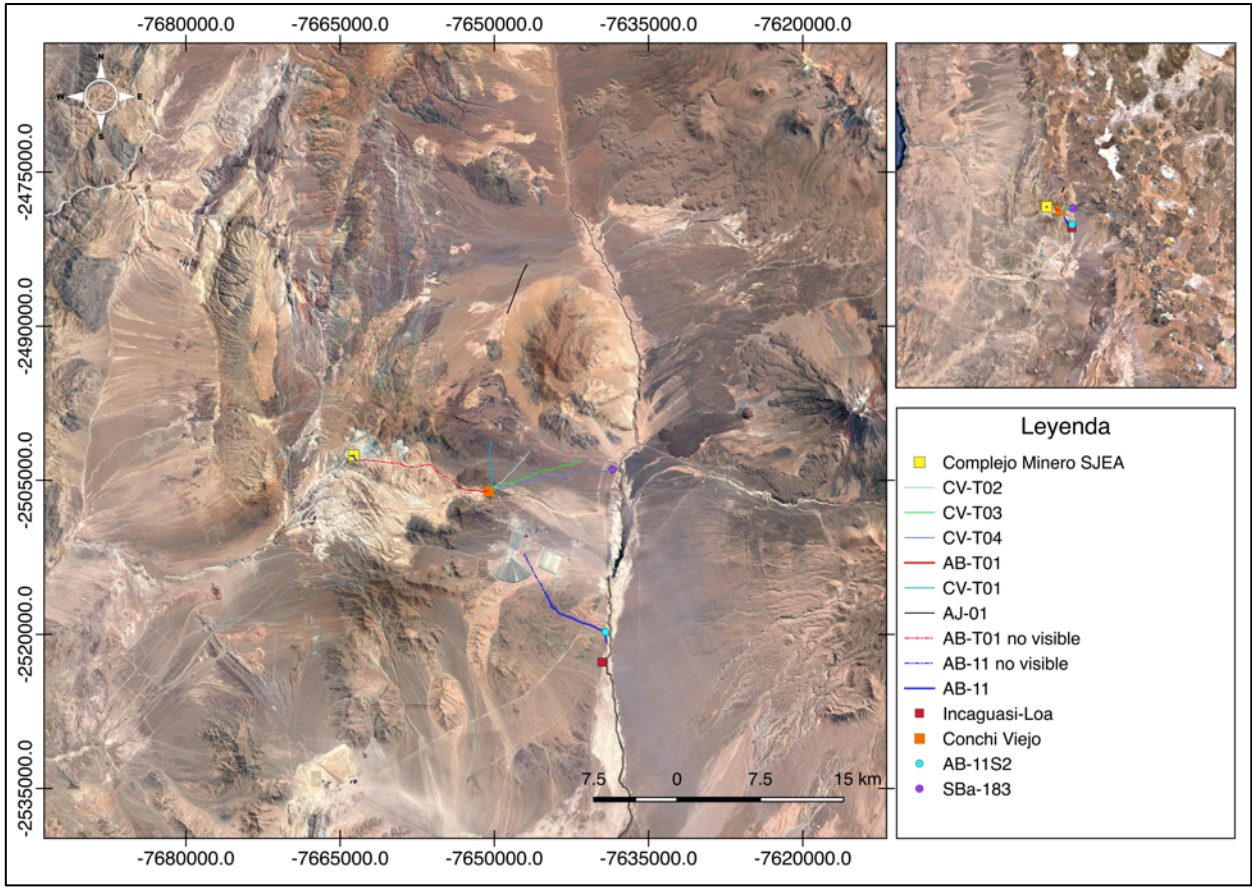 -7680000.0 -7665000.0 -7650000.0 -7635000.0 -7620000.0
N
W E
S
-2475000.0
-2490000.0
-2505000.0
-2520000.0
-2535000.0
7.5 0 7.5 15 km
-7680000.0 -7665000.0 -7650000.0 -7635000.0 -7620000.0
Leyenda
Complejo Minero SJEA
CV-T02
CV-T03
CV-T04
AB-T01
CV-T01
AJ-01
AB-T01 no visible
AB-11 no visible
AB-11
Incaguasi-Loa
Conchi Viejo
AB-11S2
SBa-183